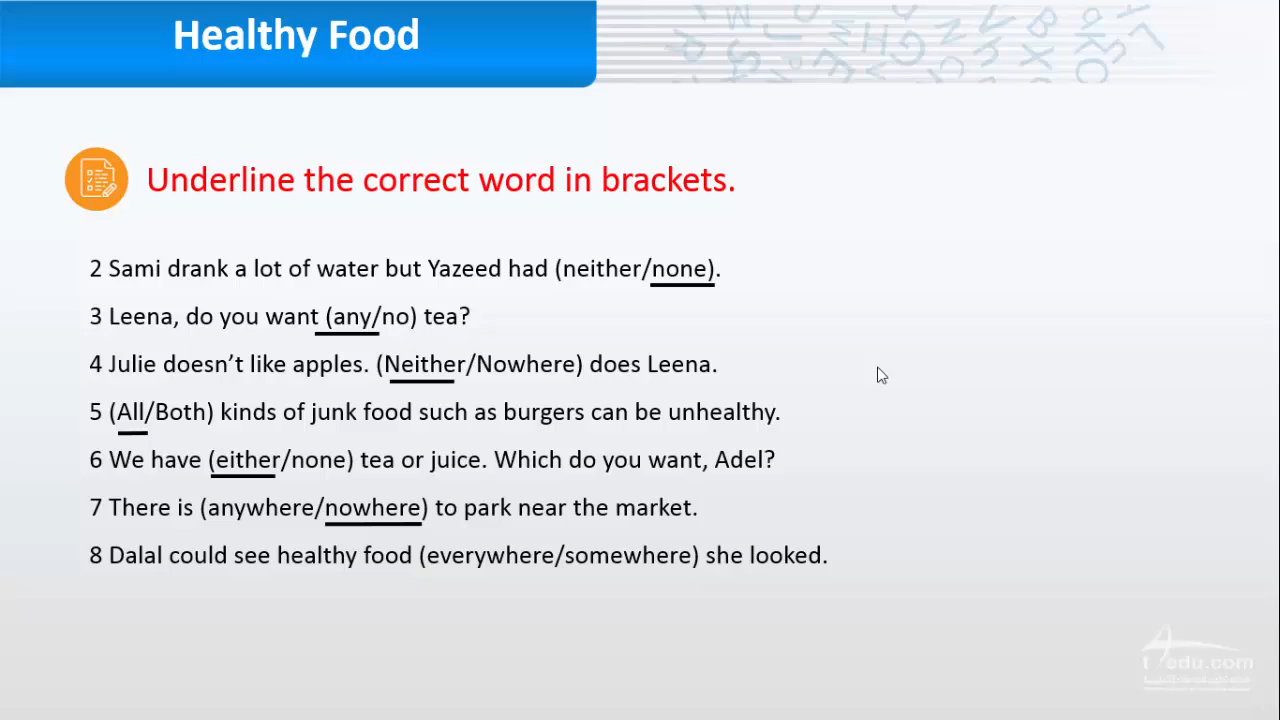 Healthy Food
Underline the correct word in brackets.
2 Sami drank a lot of water but Yazeed had (neither/none).
3 Leena, do you want (any/no) tea?
4 Julie doesn’t like apples. (Neither/Nowhere) does Leena.
5 (All/Both) kinds of junk food such as burgers can be unhealthy.
6 We have (either/none) tea or juice. Which do you want, Adel?
7 There is (anywhere/nowhere) to park near the market.
8 Dalal could see healthy food (everywhere/somewhere) she looked.
edu.com